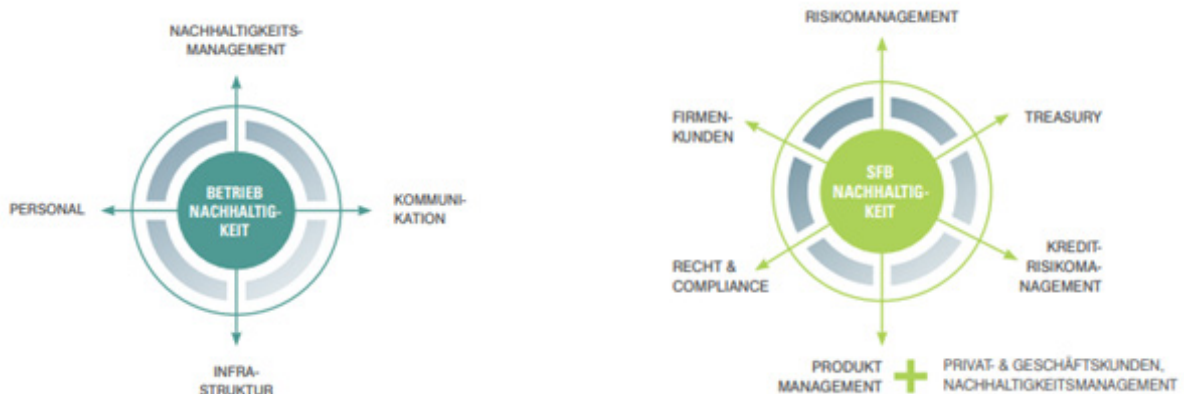 NACHHALTIGKEITS-
MANAGEMENT
PERSONAL
BETRIEB
NACHHALTIG-
KEIT
KOMMUNI-
KATION
INFRA-
STRUKTUR
RISIKOMANAGEMENT
FIRMEN-
KUNDEN
TREASURY
SFB
NACHHALTIG-
KEIT
RECHT &
COMPLIANCE
KREDIT-
RISIKOMA-
NAGEMENT
PRODUKT
MANAGEMENT
+
PRIVAT- & GESCHÄFTSKUNDEN,
NACHHALTIGKEITSMANAGEMENT